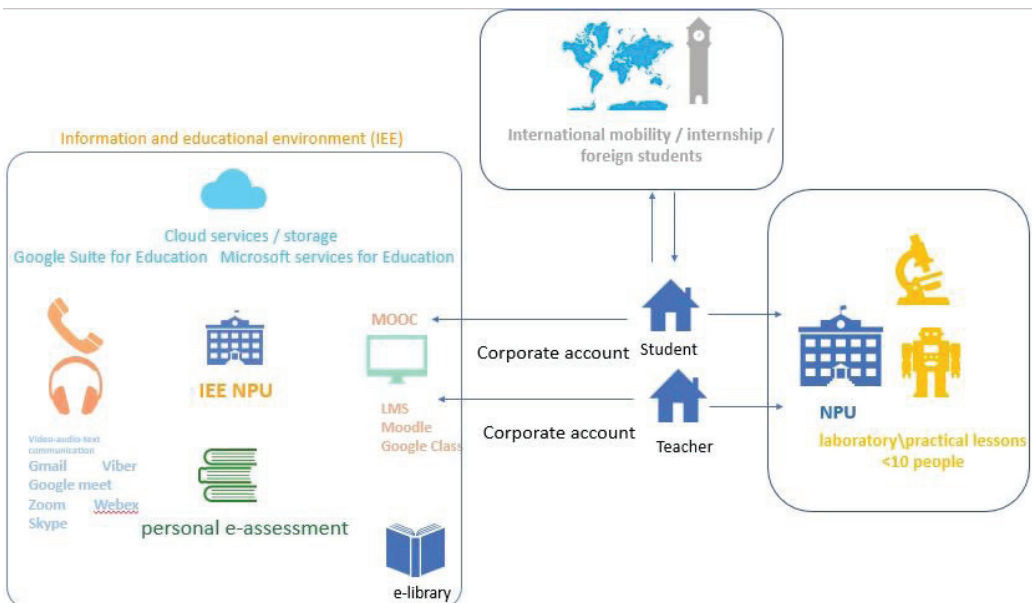 International mobility / internship /
foreign students
Information and educational environment (IEE)
Cloud services / storage
Google Suite for Education Microsoft services for Education
MOOC
IEE NPU
LMS
Moodle
Google Class
Video-audio-text
communication
Gmail Viber
Google meet
Zoom Webex
Skype
personal e-assessment
e-library
Corporate account
Student
Corporate account
Teacher
NPU
laboratory\practical lessons
<10 people